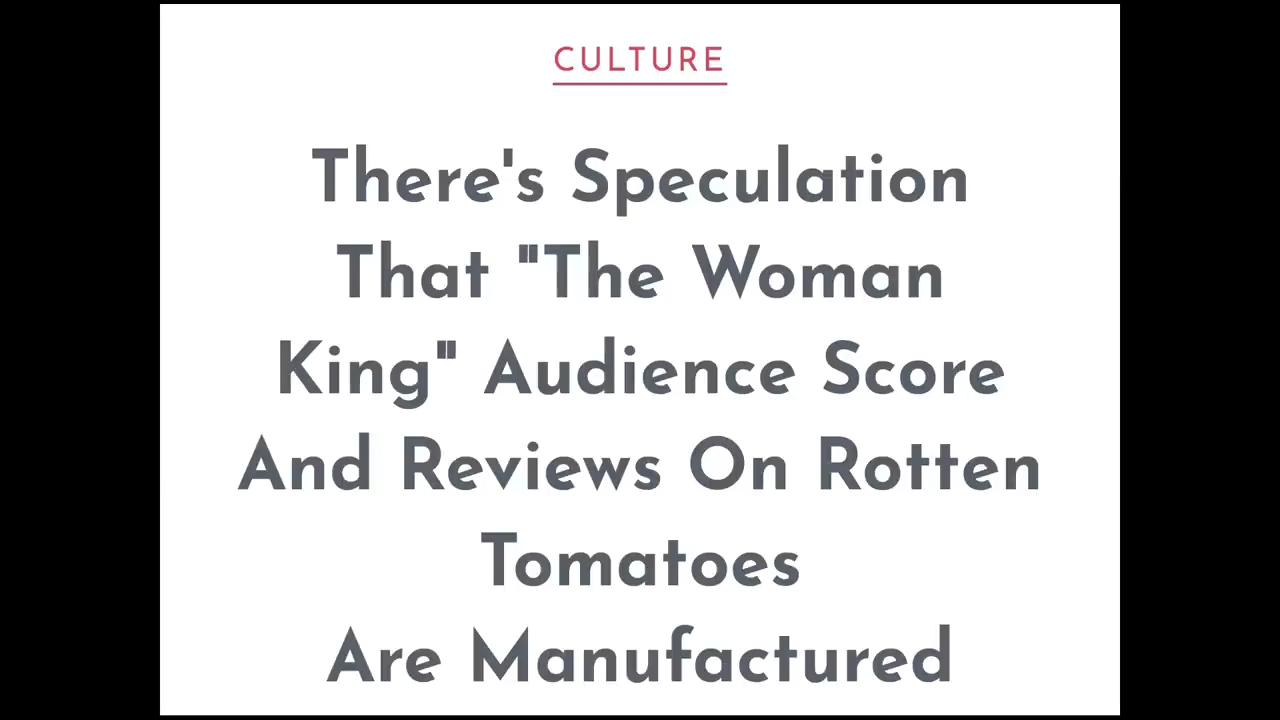 CULTURE
There's Speculation
That "The Woman
King" Audience Score
And Reviews On Rotten
Tomatoes
Are Manufactured